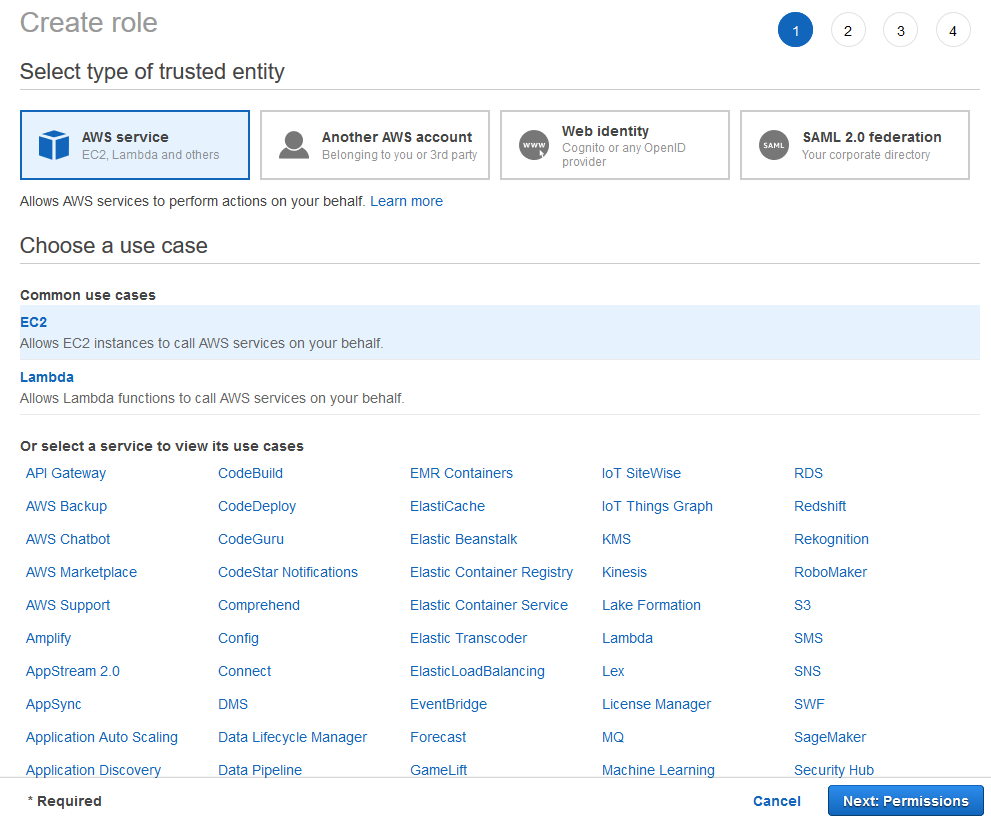 Create role
1 2 3 4
Select type of trusted entity
AWS service
EC2, Lambda and others
Another AWS account
Belonging to you or 3rd party
www
Web identity
Cognito or any OpenID
provider
SAML
SAML 2.0 federation
Your corporate directory
Allows AWS services to perform actions on your behalf. Learn more
Choose a use case
Common use cases
EC2
Allows EC2 instances to call AWS services on your behalf.
Lambda
Allows Lambda functions to call AWS services on your behalf.
Or select a service to view its use cases
API Gateway CodeBuild EMR Containers IoT SiteWise RDS
AWS Backup CodeDeploy ElastiCache IoT Things Graph Redshift
AWS Chatbot CodeGuru Elastic Beanstalk KMS Rekognition
AWS Marketplace CodeStar Notifications Elastic Container Registry Kinesis RoboMaker
AWS Support Comprehend Elastic Container Service Lake Formation S3
Amplify Config Elastic Transcoder Lambda SMS
AppStream 2.0 Connect ElasticLoadBalancing Lex SNS
AppSync DMS EventBridge License Manager SWF
Application Auto Scaling Data Lifecycle Manager Forecast MQ SageMaker
Application Discovery Data Pipeline GameLift Machine Learning Security Hub
* Required Cancel Next: Permissions